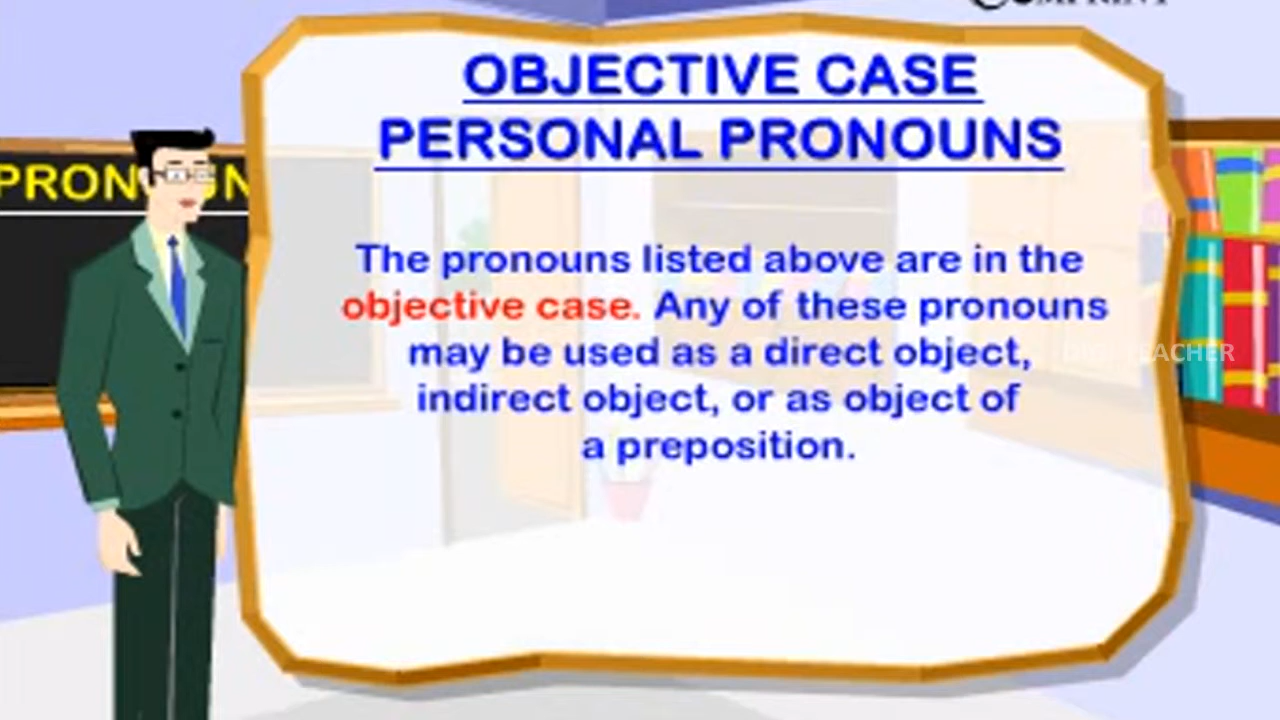 OBJECTIVE CASE
PERSONAL PRONOUNS
The pronouns listed above are in the
objective case. Any of these pronouns
may be used as a direct object,
indirect object, or as object of
a preposition.